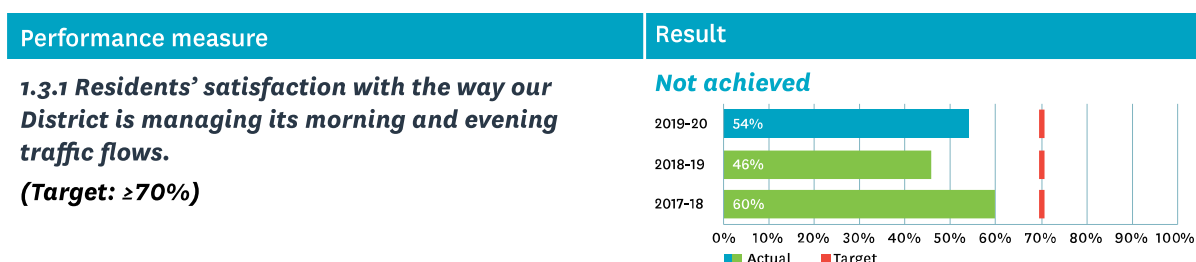 Performance measure
Result
1.3.1 Residents’ satisfaction with the way our
District is managing its morning and evening
traffic flows.
(Target: ≥70%)
Not achieved
2019-20 54%
2018-19 46%
2017-18 60%
0% 10% 20% 30% 40% 50% 60% 70% 80% 90% 100%
Actual Target